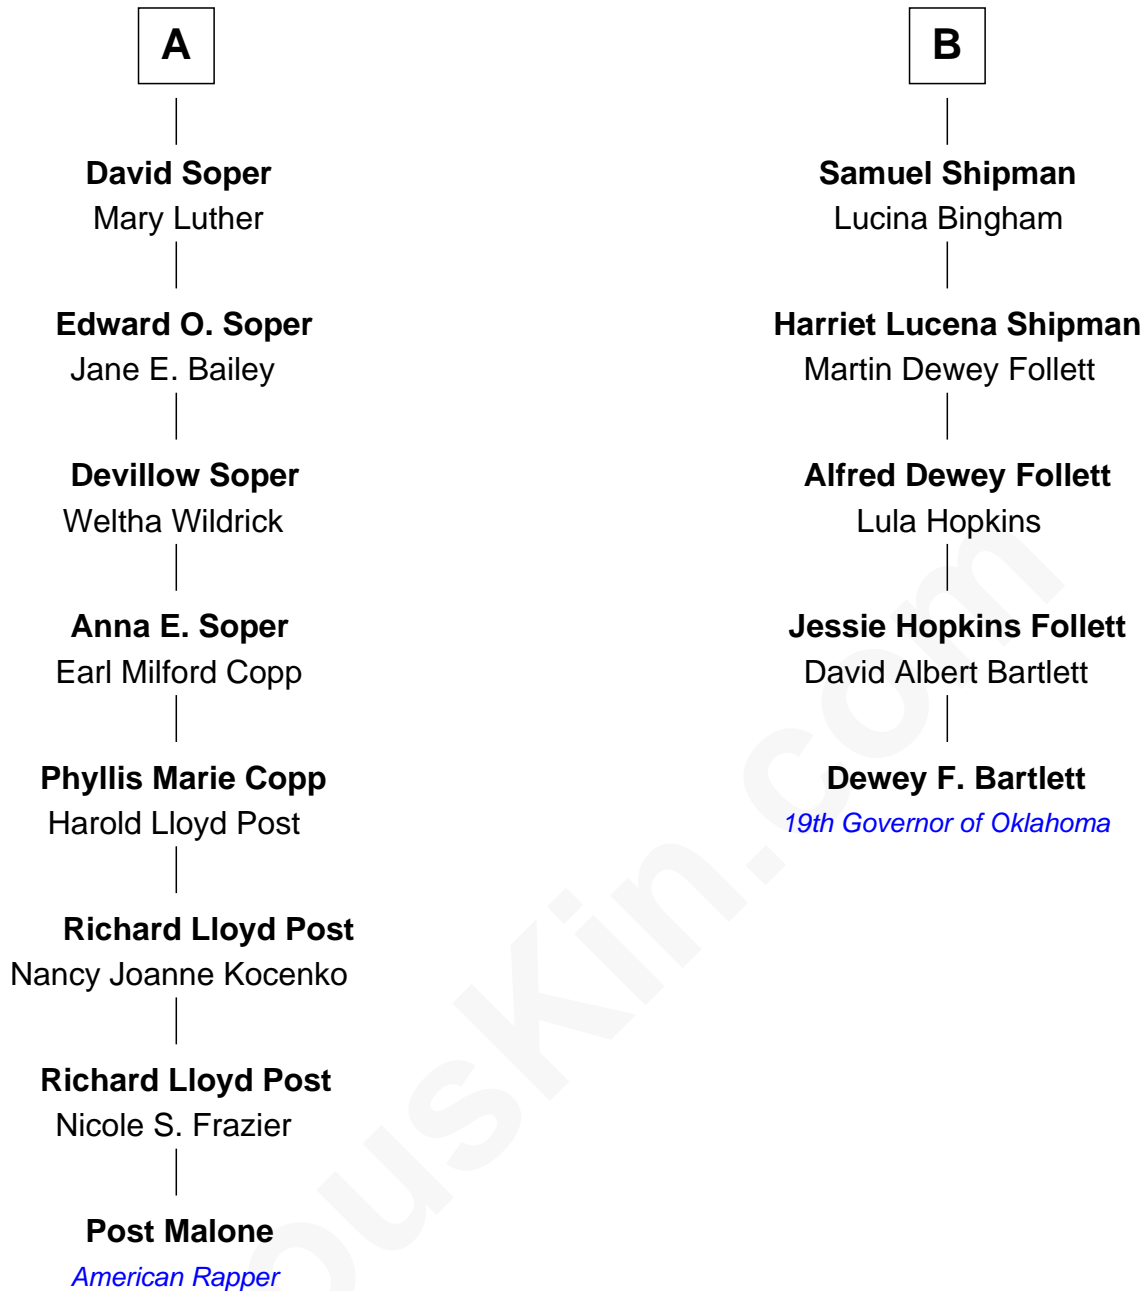 A
David Soper
Mary Luther
Edward O. Soper
Jane E. Bailey
Devillow Soper
Weltha Wildrick
Anna E. Soper
Earl Milford Copp
Phyllis Marie Copp
Harold Lloyd Post
Richard Lloyd Post
Nancy Joanne Kocenko
Richard Lloyd Post
Nicole S. Frazier
Post Malone
American Rapper
B
Samuel Shipman
Lucina Bingham
Harriet Lucena Shipman
Martin Dewey Follett
Alfred Dewey Follett
Lula Hopkins
Jessie Hopkins Follett
David Albert Bartlett
Dewey F. Bartlett
19th Governor of Oklahoma
ousKin.com